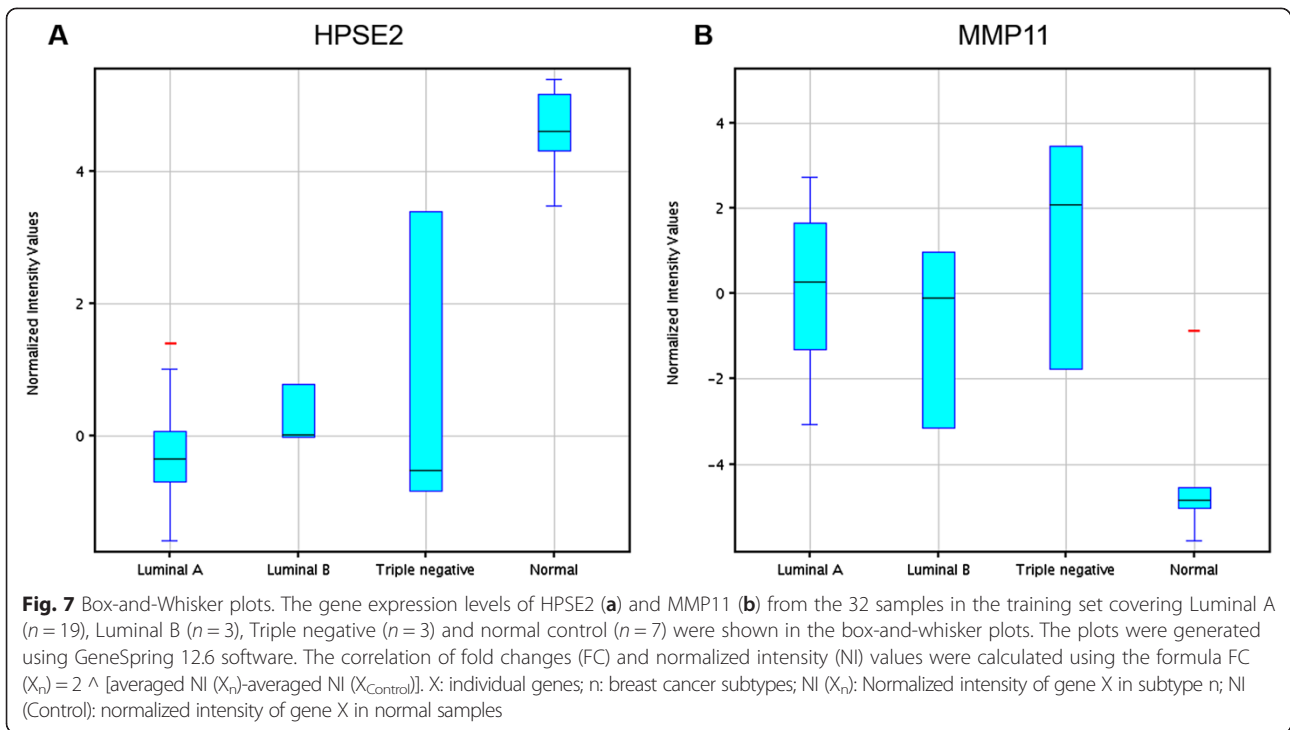 A HPSE2
B MMP11
Normalized Intensity Values
4
2
0
Luminal A Luminal B Triple negative Normal
Normalized Intensity Values
4
2
0
−2
−4
Luminal A Luminal B Triple negative Normal
Fig. 7 Box-and-Whisker plots. The gene expression levels of HPSE2 (a) and MMP11 (b) from the 32 samples in the training set covering Luminal A
(n = 19), Luminal B (n = 3), Triple negative (n = 3) and normal control (n = 7) were shown in the box-and-whisker plots. The plots were generated
using GeneSpring 12.6 software. The correlation of fold changes (FC) and normalized intensity (NI) values were calculated using the formula FC
(Xn) = 2 ^ [averaged NI (Xn)-averaged NI (XControl)]. X: individual genes; n: breast cancer subtypes; NI (Xn): Normalized intensity of gene X in subtype n; NI
(Control): normalized intensity of gene X in normal samples